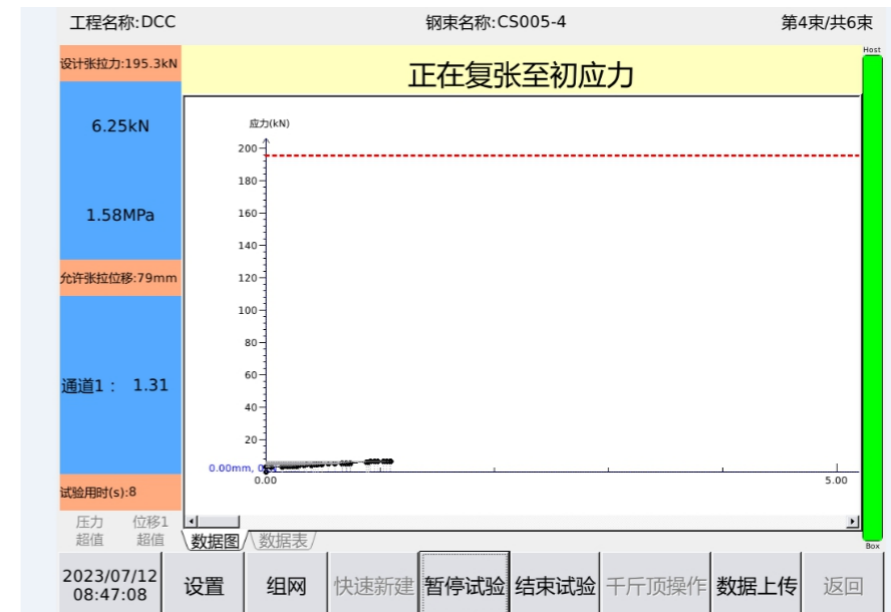 工程名称:DCC
钢束名称:CS005-4
第4束/共6束
设计张拉力:195.3kN
正在复张至初应力
Host
6.25kN
1.58MPa
允许张拉位移:79mm
通道1： 1.31
试验用时(s):8
压力 位移1
超值 超值
应力(kN)
200
180
160
140
120
100
80
60
40
20
0.00mm,
0.00
5.00
数据图
数据表
Box
2023/07/12
08:47:08
设置
组网
快速新建
暂停试验
结束试验
千斤顶操作
数据上传
返回